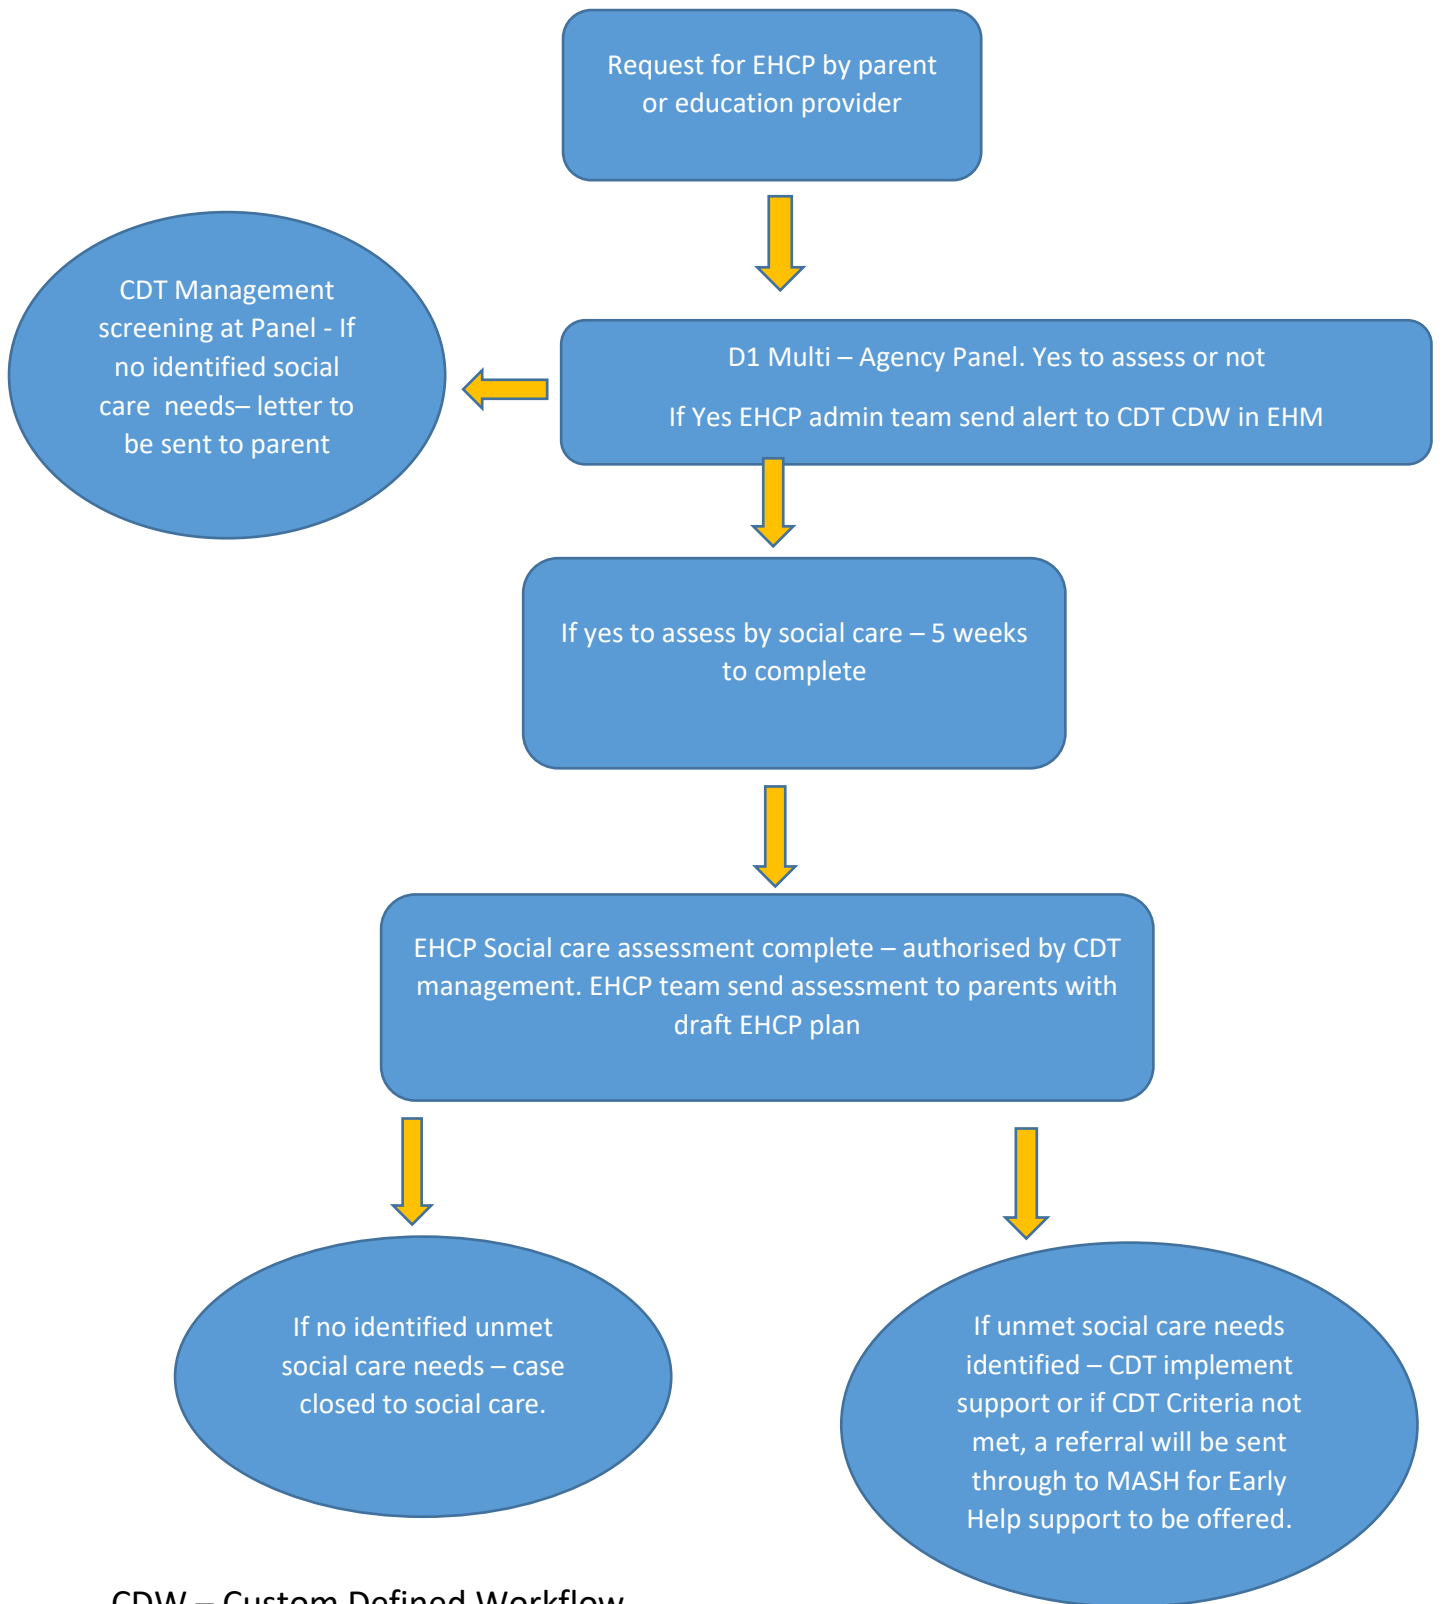 Request for EHCP by parent
or education provider
CDT Management
screening at Panel - If
no identified social
care needs– letter to
be sent to parent
D1 Multi – Agency Panel. Yes to assess or not
If Yes EHCP admin team send alert to CDT CDW in EHM
If yes to assess by social care – 5 weeks
to complete
EHCP Social care assessment complete – authorised by CDT
management. EHCP team send assessment to parents with
draft EHCP plan
If no identified unmet
social care needs – case
closed to social care.
If unmet social care needs
identified – CDT implement
support or if CDT Criteria not
met, a referral will be sent
through to MASH for Early
Help support to be offered.
CDW – Custom Defined Workflow